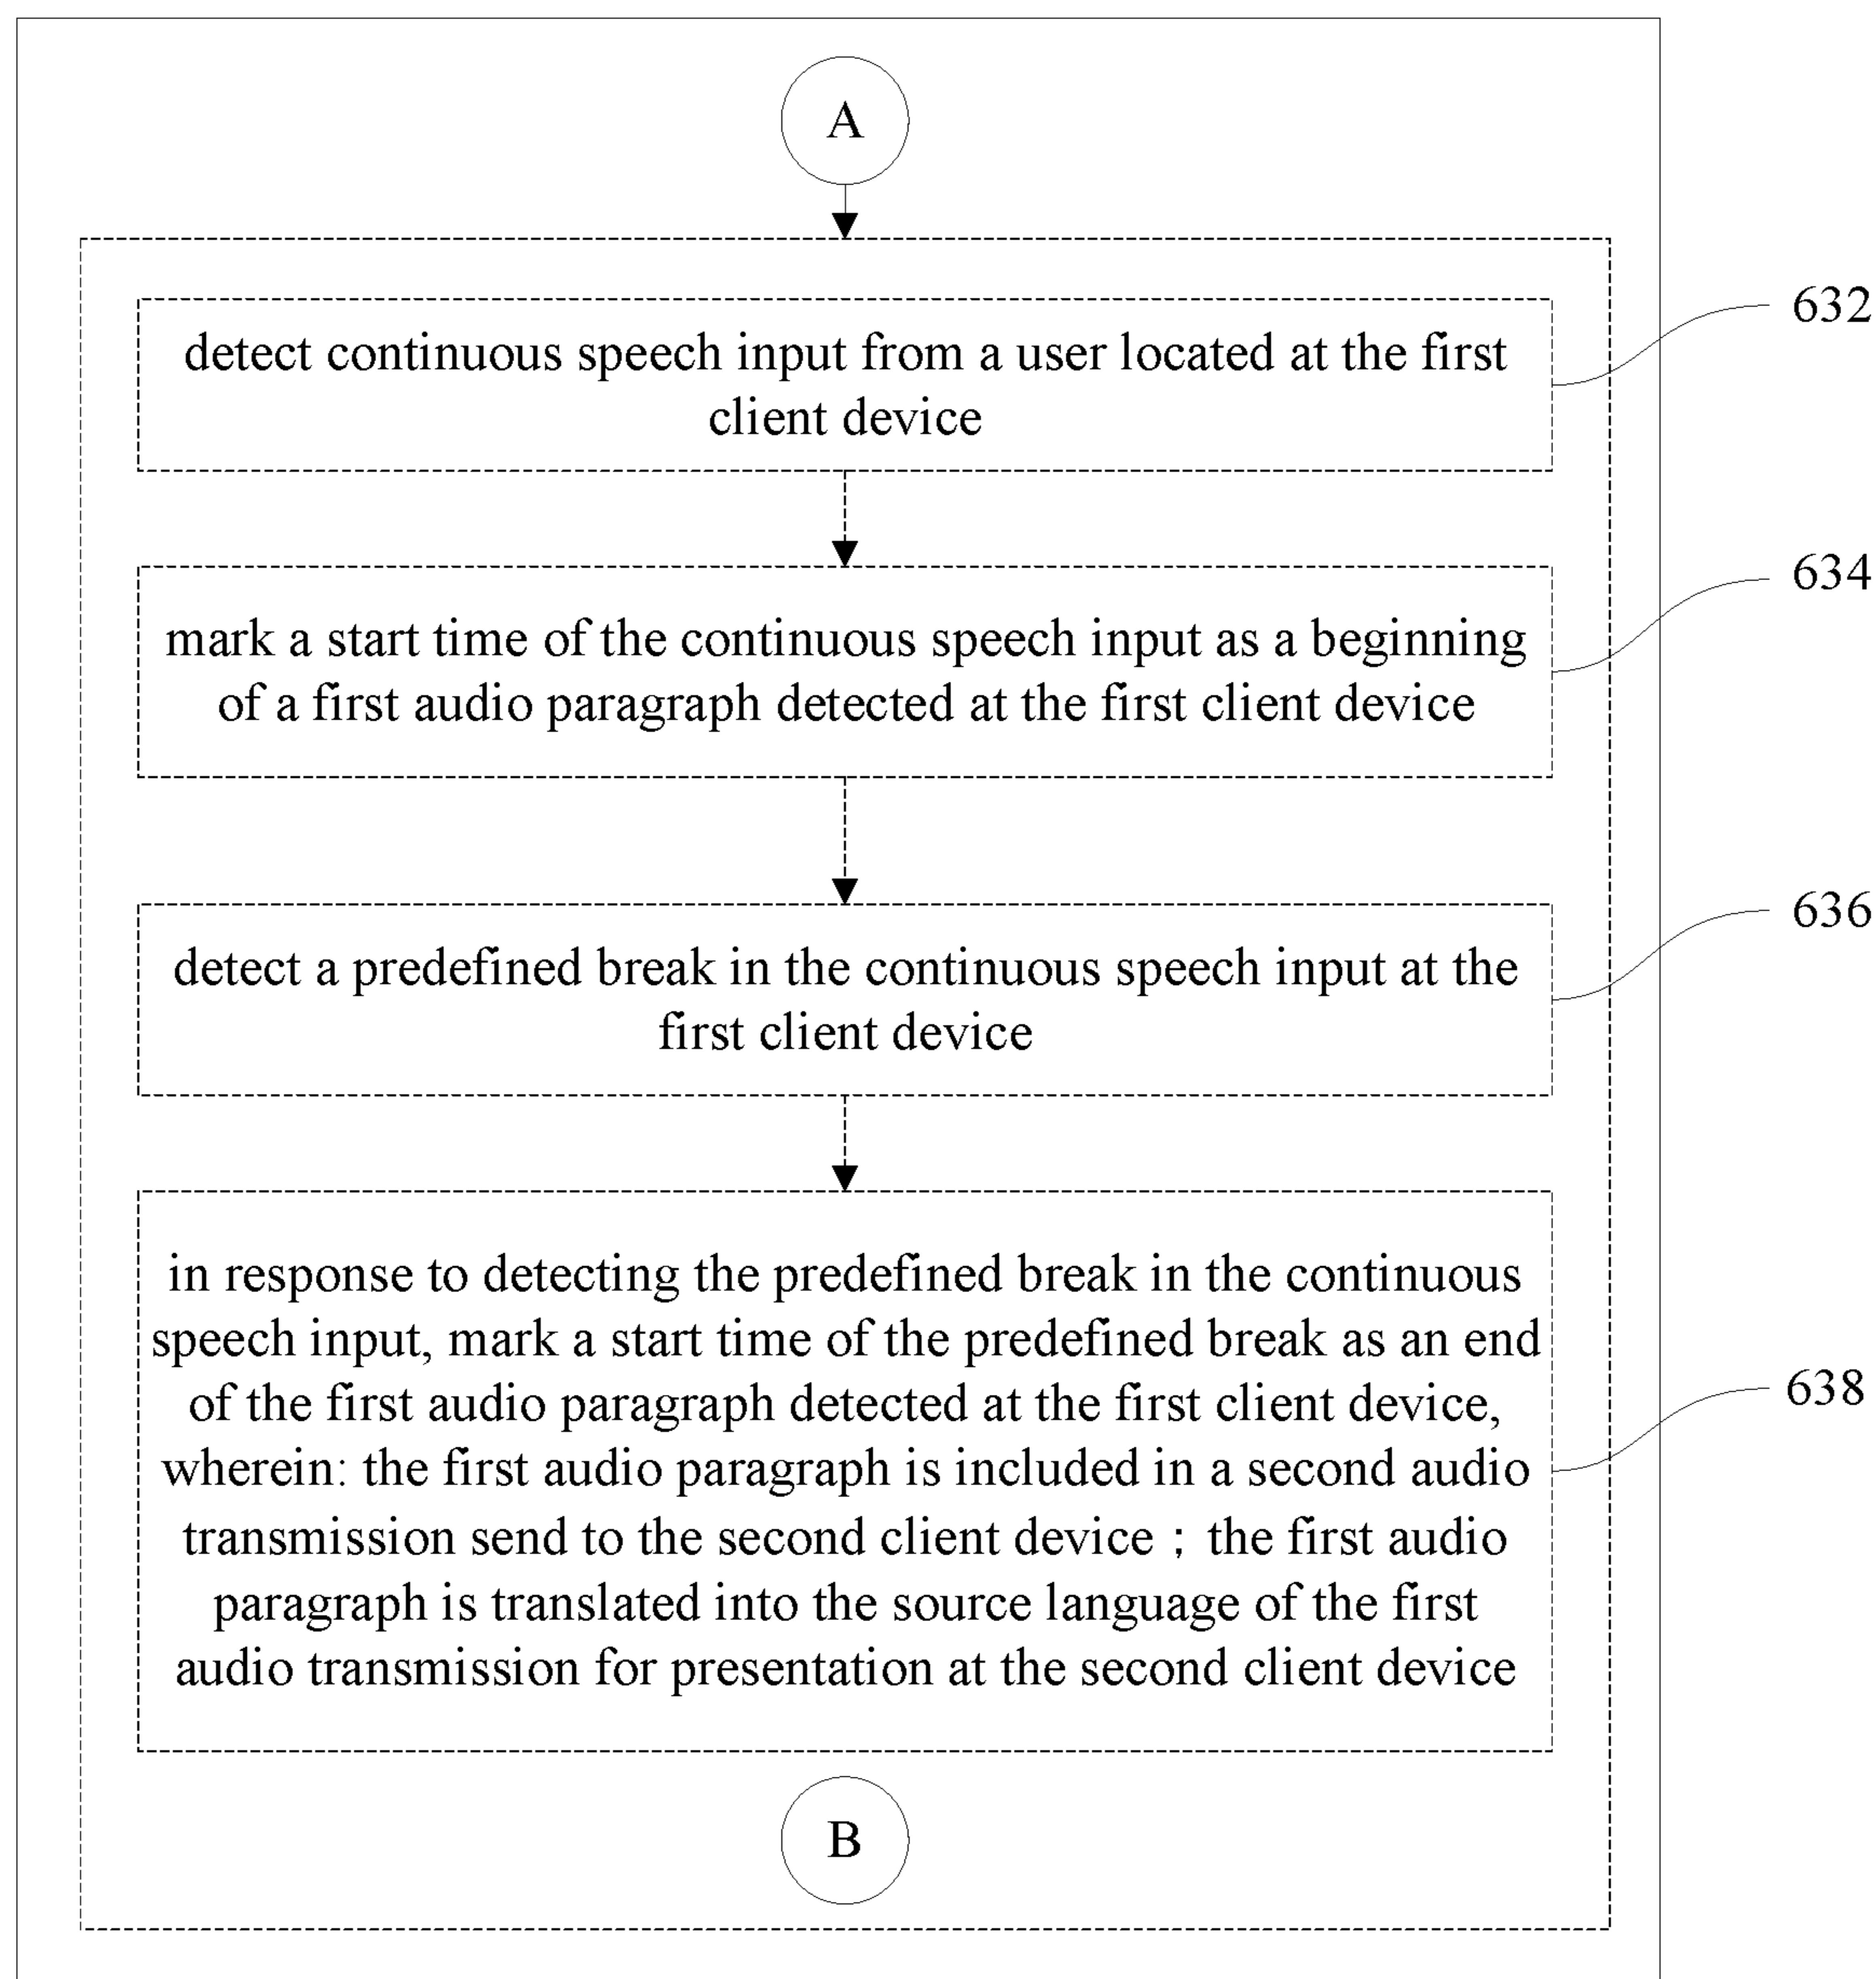 A
detect continuous speech input from a user located at the first
client device
632
mark a start time of the continuous speech input as a beginning
of a first audio paragraph detected at the first client device
634
detect a predefined break in the continuous speech input at the
first client device
636
in response to detecting the predefined break in the continuous
speech input, mark a start time of the predefined break as an end
of the first audio paragraph detected at the first client device,
wherein: the first audio paragraph is included in a second audio
transmission send to the second client device；the first audio
paragraph is translated into the source language of the first
audio transmission for presentation at the second client device
638
B